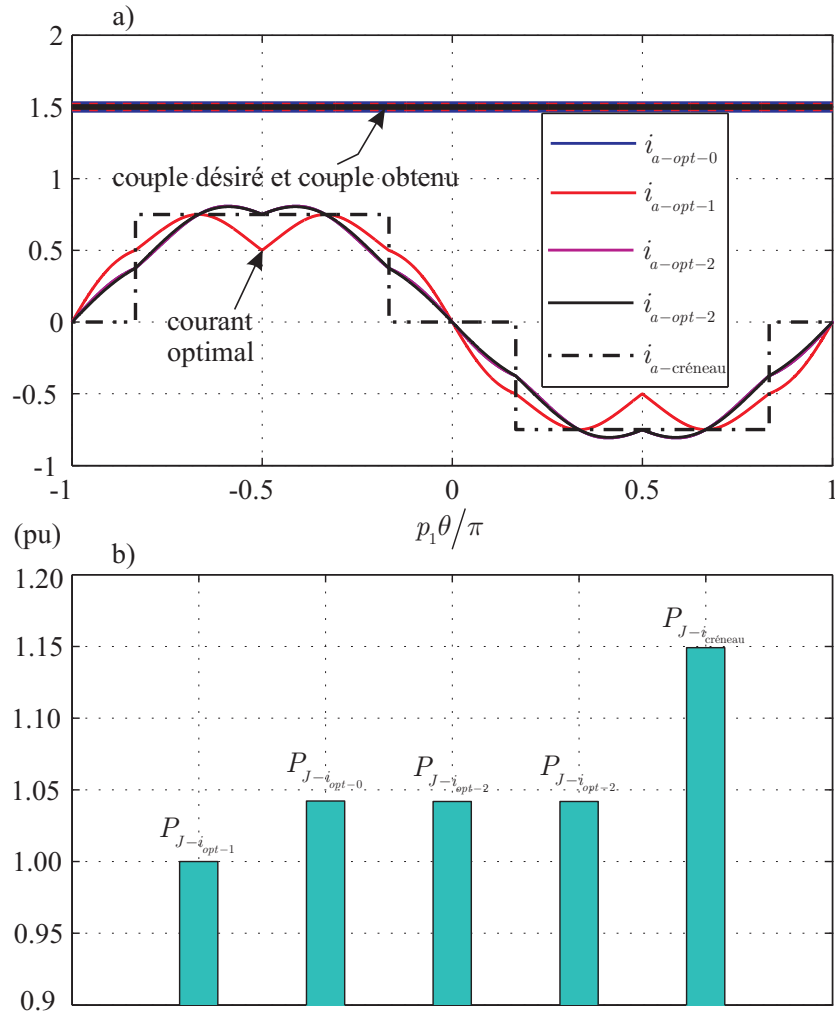 a)
2
1.5
1
0.5
0
-0.5
-1
couple désiré et couple obtenu
courant
optimal
i_{a-opt-0}
i_{a-opt-1}
i_{a-opt-2}
i_{a-opt-2}
i_{a-créneau}
-1
-0.5
0
0.5
1
p_1θ/π
(pu)
b)
1.20
1.15
1.10
1.05
1.00
0.95
0.9
P_{J-i_{opt-1}}
P_{J-i_{opt-0}}
P_{J-i_{opt-2}}
P_{J-i_{opt-2}}
P_{J-i_{créneau}}